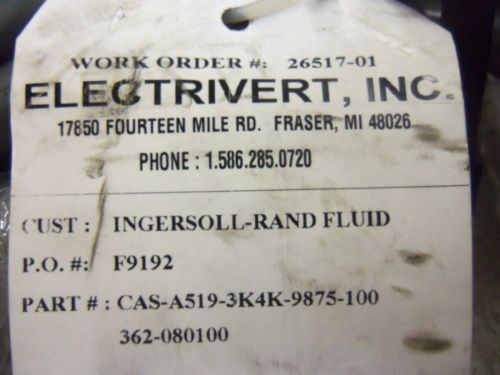 WORK ORDER #: 26517-01
ELECTRIVERT, INC.
17850 FOURTEEN MILE RD. FRASER, MI 48026
PHONE : 1.586.285.0720
CUST : INGERSOLL-RAND FLUID
P.O. #: F9192
PART # : CAS-A519-3K4K-9875-100
362-080100